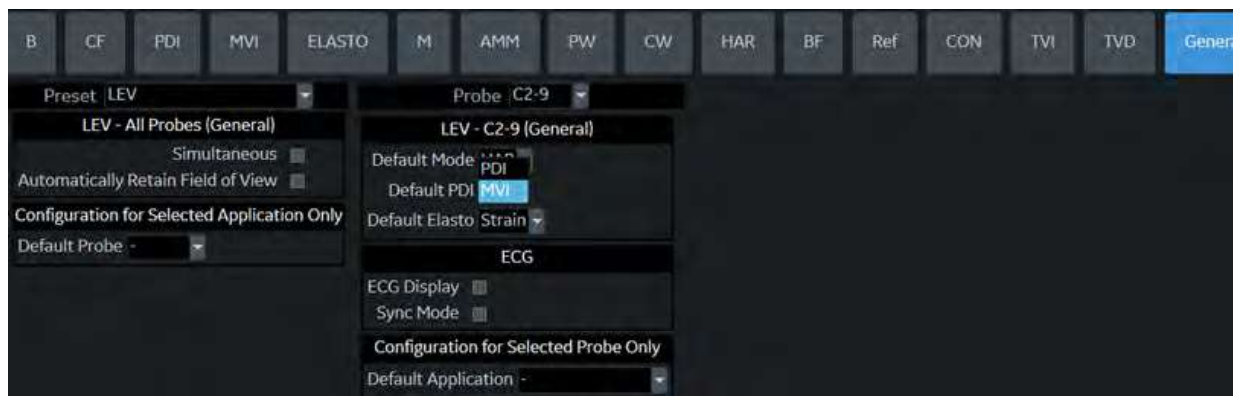 B CF PDI MVI ELASTO M AMM PW CW HAR BF Ref CON TVI TVD Genera
Preset LEV
Probe C2-9
LEV - All Probes (General)
Simultaneous
Automatically Retain Field of View
Configuration for Selected Application Only
Default Probe -
LEV - C2-9 (General)
Default Mode
PDI
Default PDI MVI
Default Elasto Strain
ECG
ECG Display
Sync Mode
Configuration for Selected Probe Only
Default Application -